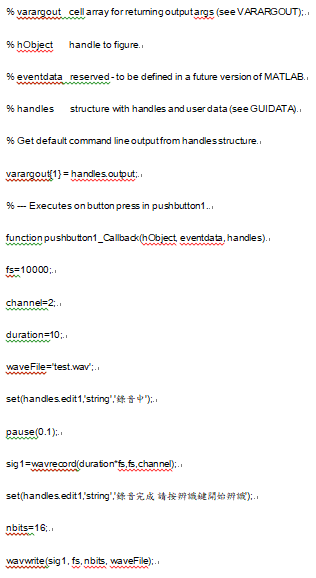 % varargout   cell array for returning output args (see VARARGOUT);
% hObject      handle to figure
% eventdata   reserved - to be defined in a future version of MATLAB
% handles      structure with handles and user data (see GUIDATA)
% Get default command line output from handles structure
varargout{1} = handles.output;
% --- Executes on button press in pushbutton1.
function pushbutton1_Callback(hObject, eventdata, handles)
fs=10000;
channel=2;
duration=10;
waveFile='test.wav';
set(handles.edit1,'string','錄音中');
pause(0.1);
sig1=wavrecord(duration*fs,fs,channel);
set(handles.edit1,'string','錄音完成 請按辨識鍵開始辨識');
nbits=16;
wavwrite(sig1, fs, nbits, waveFile);